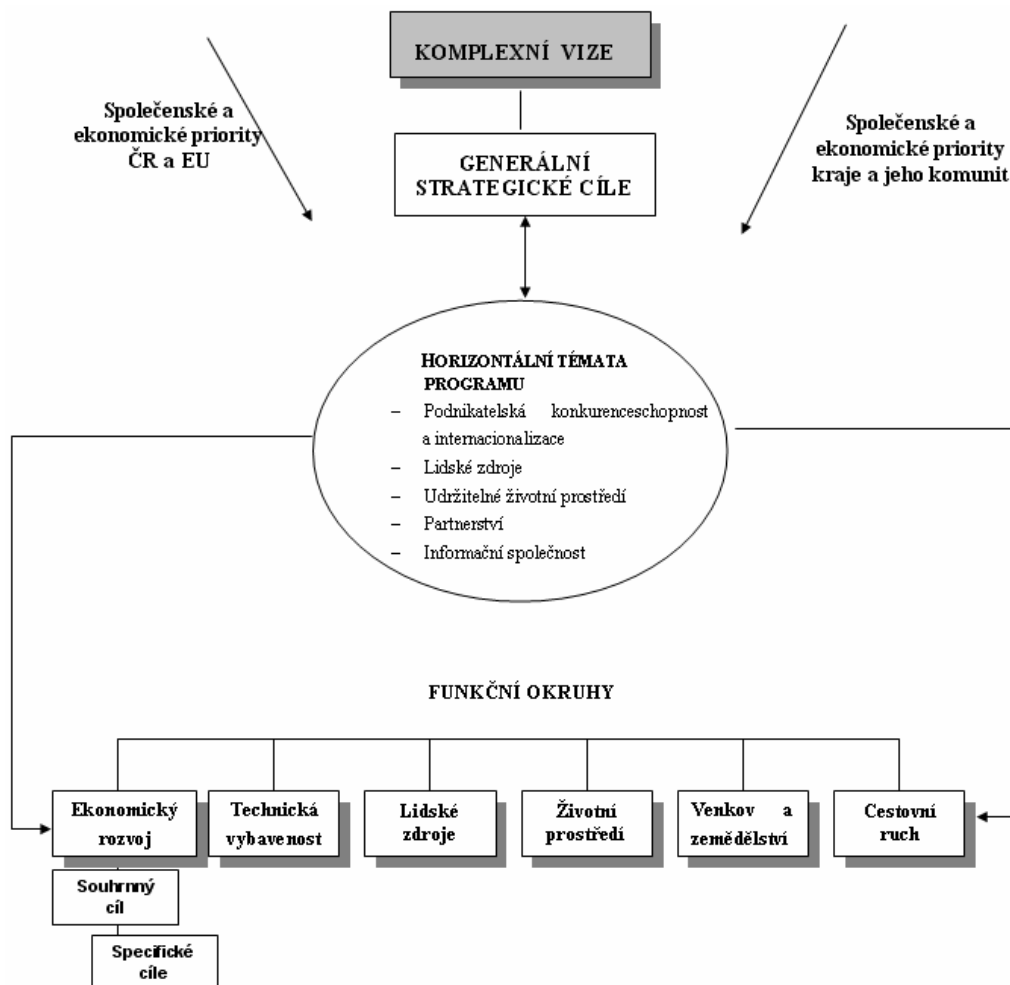 KOMPLEXNÍ VIZE
Společenské a
ekonomické priority
ČR a EU
Společenské a
ekonomické priority
kraje a jeho komunit
GENERÁLNÍ
STRATEGICKÉ CÍLE
HORIZONTÁLNÍ TÉMATA
PROGRAMU
– Podnikatelská konkurenceschopnost
a internacionalizace
– Lidské zdroje
– Udržitelné životní prostředí
– Partnerství
– Informační společnost
FUNKČNÍ OKRUHY
Ekonomický
rozvoj
Technická
vybavenost
Lidské
zdroje
Životní
prostředí
Venkov a
zemědělství
Cestovní
ruch
Souhrnný
cíl
Specifické
cíle